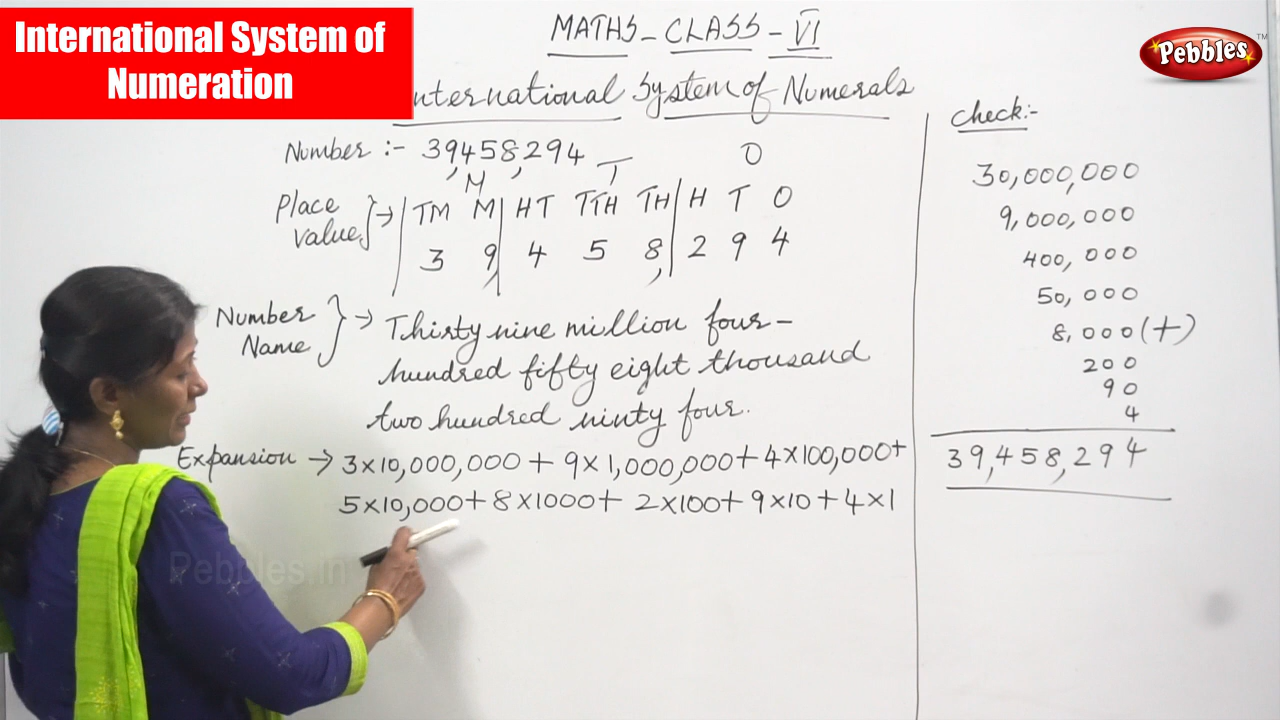 International System of
Numeration
MATHS - CLASS - VI
Pebbles TM
nternational System of Numerals
Number :- 39,458,294
M T O
Place
value } → TM M HT TTH TH H T O
3 9, 4 5 8, 2 9 4
Number
Name } → Thirty nine million four -
hundred fifty eight thousand
two hundred ninty four.
Expansion → 3×10,000,000 + 9×1,000,000+4×100,000+
5×10,000+8×1000+ 2×100+9×10+4×1
Check:-
30,000,000
9,000,000
400,000
50,000
8,000(+)
200
90
4
39,458,294
Pebbles.in